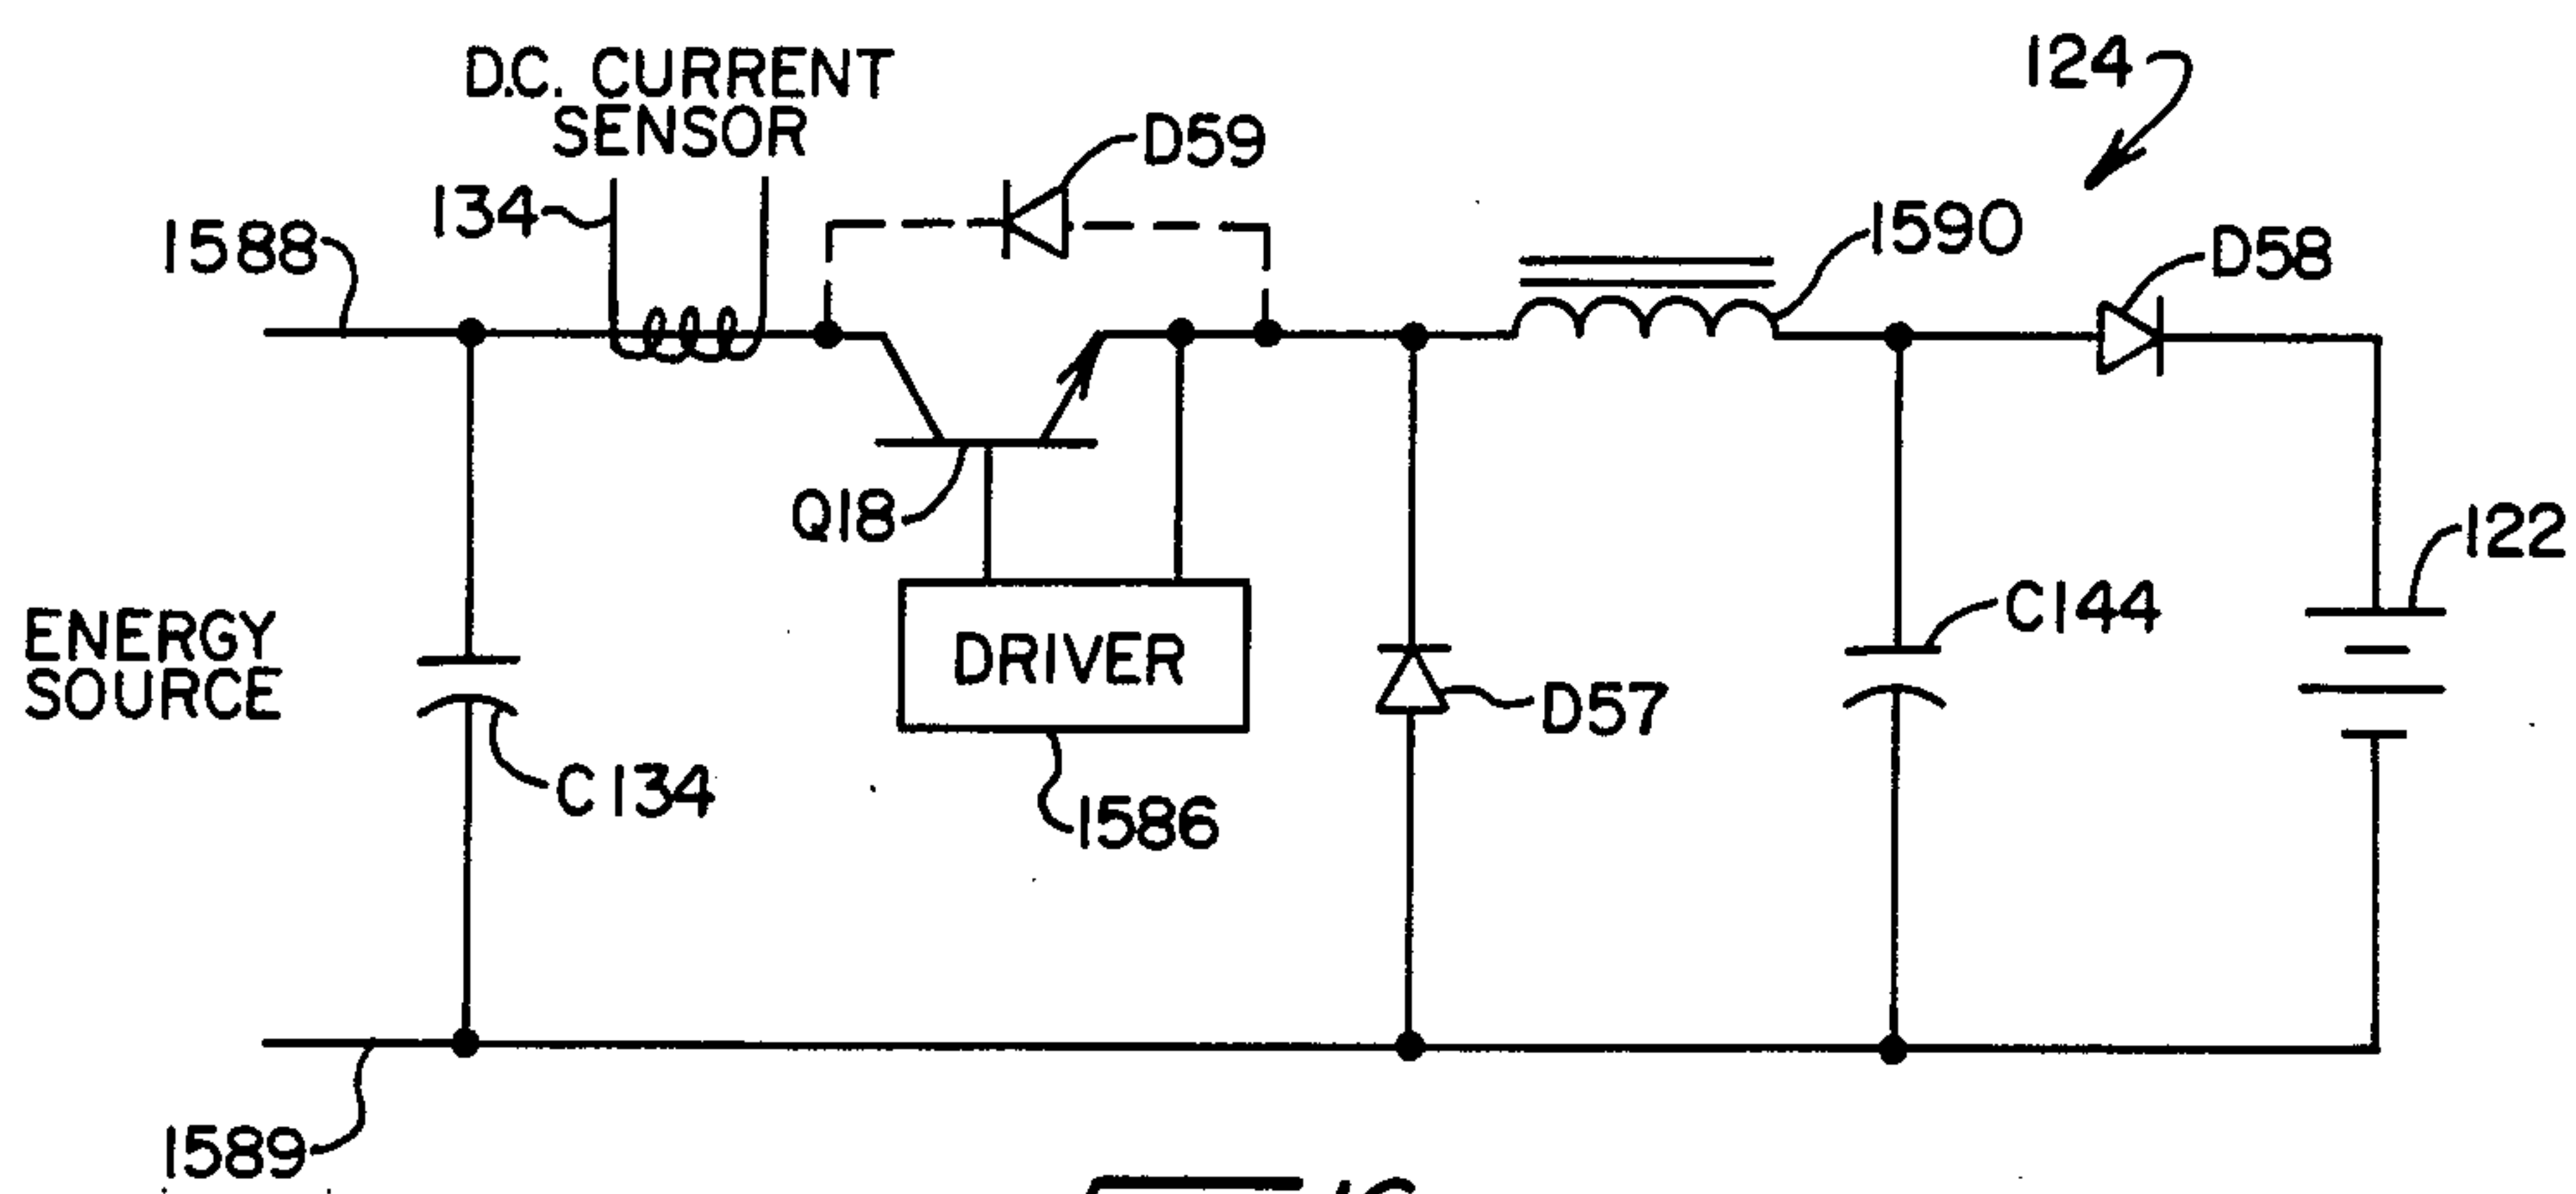 D.C. CURRENT
SENSOR
124
D59
134
1588
1590
D58
Q18
122
ENERGY
SOURCE
DRIVER
C144
D57
C134
1586
1589